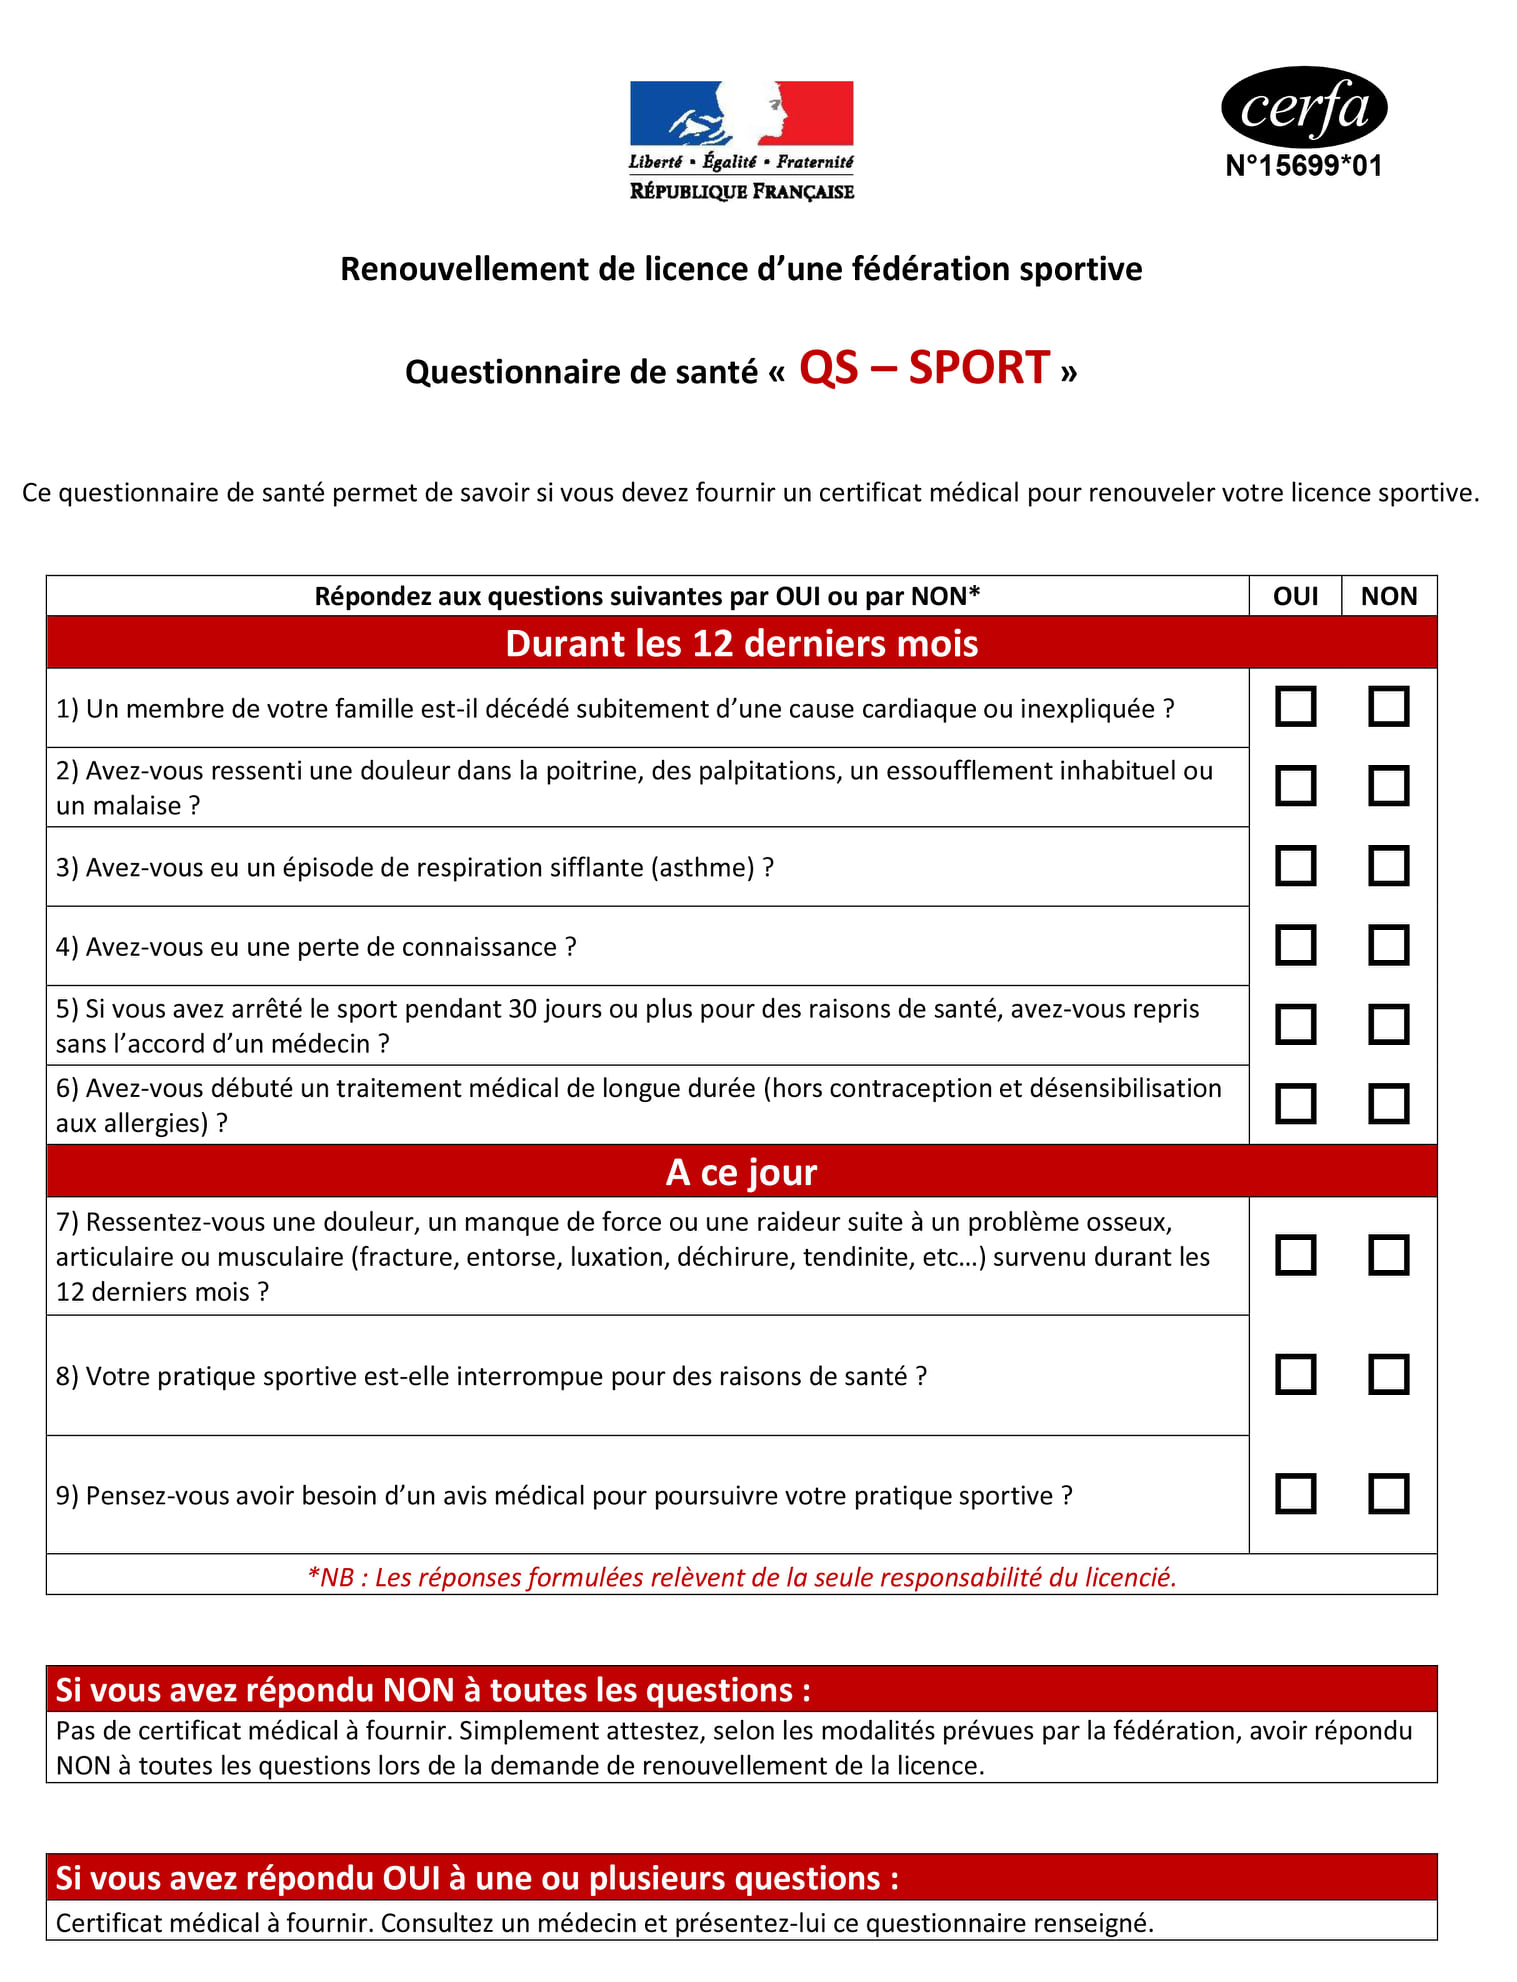 Liberté • Égalité • Fraternité
RÉPUBLIQUE FRANÇAISE
cerfa
N°15699*01
Renouvellement de licence d’une fédération sportive
Questionnaire de santé « QS – SPORT »
Ce questionnaire de santé permet de savoir si vous devez fournir un certificat médical pour renouveler votre licence sportive.
Répondez aux questions suivantes par OUI ou par NON* OUI NON
Durant les 12 derniers mois
1) Un membre de votre famille est-il décédé subitement d’une cause cardiaque ou inexpliquée ?
2) Avez-vous ressenti une douleur dans la poitrine, des palpitations, un essoufflement inhabituel ou
un malaise ?
3) Avez-vous eu un épisode de respiration sifflante (asthme) ?
4) Avez-vous eu une perte de connaissance ?
5) Si vous avez arrêté le sport pendant 30 jours ou plus pour des raisons de santé, avez-vous repris
sans l’accord d’un médecin ?
6) Avez-vous débuté un traitement médical de longue durée (hors contraception et désensibilisation
aux allergies) ?
A ce jour
7) Ressentez-vous une douleur, un manque de force ou une raideur suite à un problème osseux,
articulaire ou musculaire (fracture, entorse, luxation, déchirure, tendinite, etc…) survenu durant les
12 derniers mois ?
8) Votre pratique sportive est-elle interrompue pour des raisons de santé ?
9) Pensez-vous avoir besoin d’un avis médical pour poursuivre votre pratique sportive ?
*NB : Les réponses formulées relèvent de la seule responsabilité du licencié.
Si vous avez répondu NON à toutes les questions :
Pas de certificat médical à fournir. Simplement attestez, selon les modalités prévues par la fédération, avoir répondu
NON à toutes les questions lors de la demande de renouvellement de la licence.
Si vous avez répondu OUI à une ou plusieurs questions :
Certificat médical à fournir. Consultez un médecin et présentez-lui ce questionnaire renseigné.